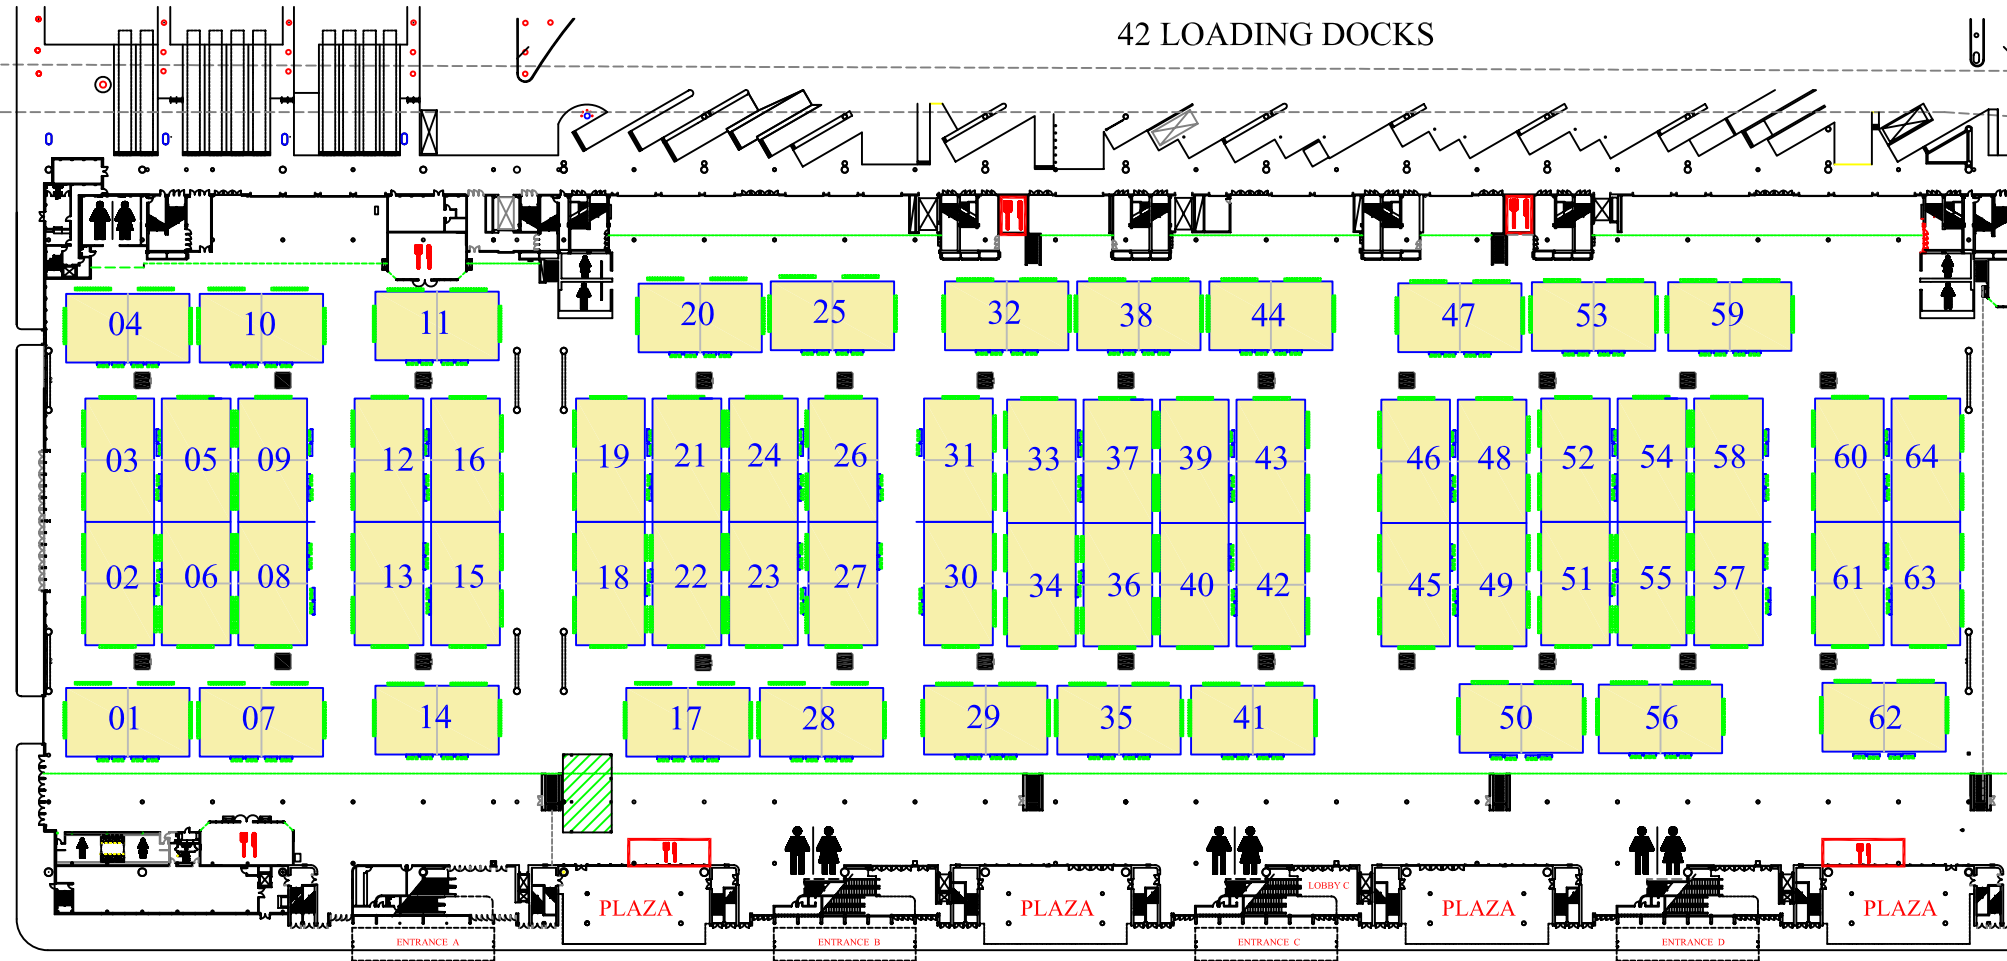 42 LOADING DOCKS
04 10 11 20 25 32 38 44 47 53 59
03 05 09 12 16 19 21 24 26 31 33 37 39 43 46 48 52 54 58 60 64
02 06 08 13 15 18 22 23 27 30 34 36 40 42 45 49 51 55 57 61 63
01 07 14 17 28 29 35 41 50 56 62
LOBBY C
PLAZA PLAZA PLAZA PLAZA
ENTRANCE A ENTRANCE B ENTRANCE C ENTRANCE D